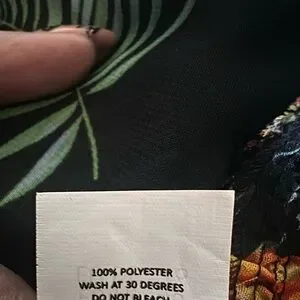 100% POLYESTER
WASH AT 30 DEGREES
DO NOT BLEACH